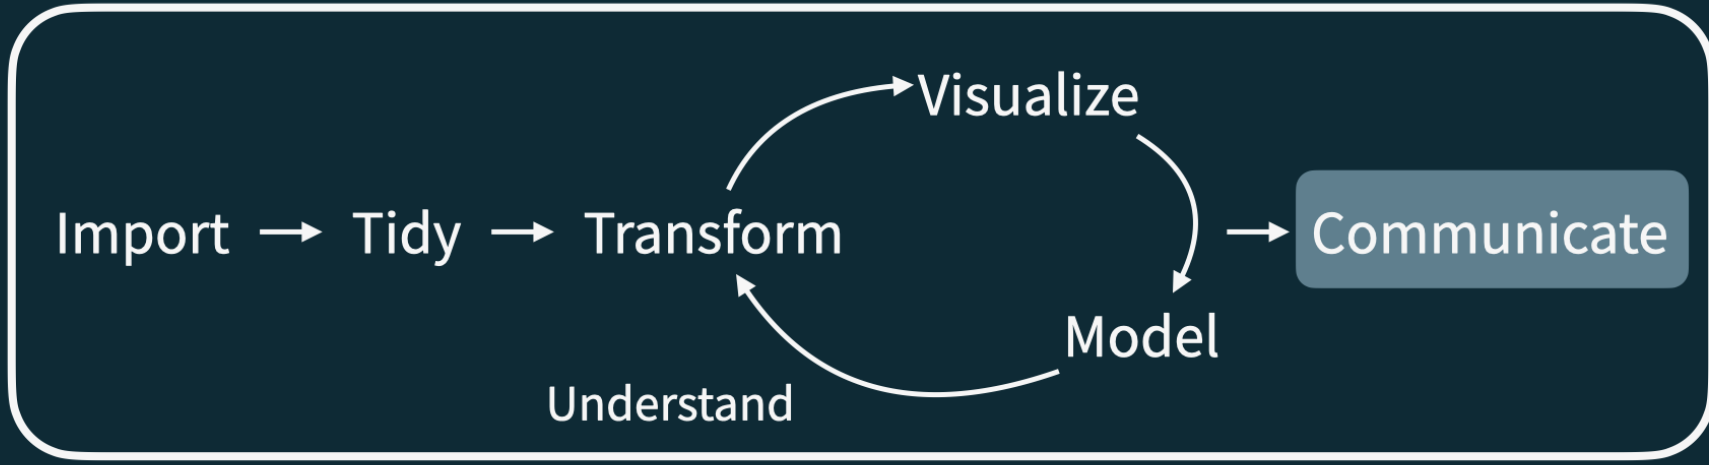 Visualize
Import
Tidy
Transform
Communicate
Model
Understand